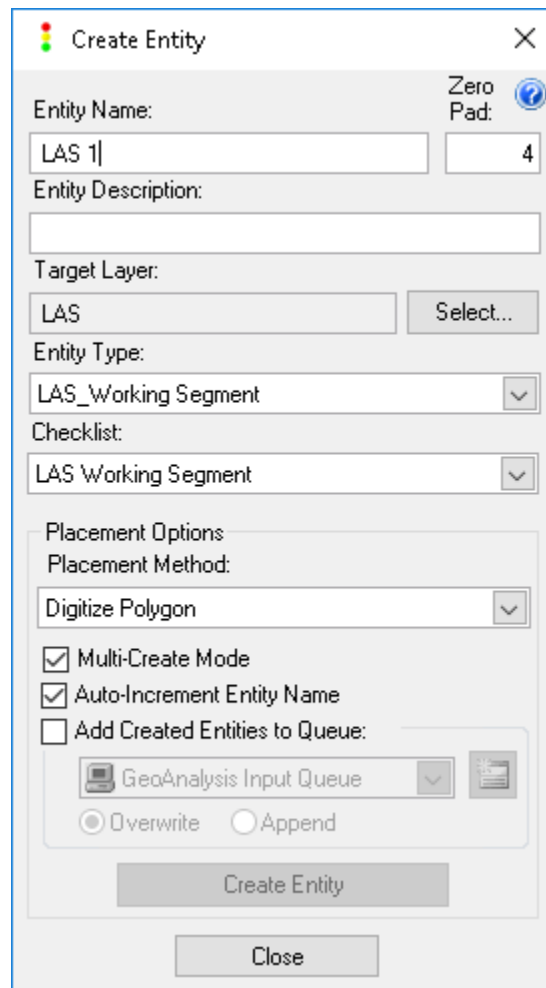 Create Entity
Zero
Pad:
Entity Name:
LAS 1
4
Entity Description:
Target Layer:
LAS
Select...
Entity Type:
LAS_Working Segment
Checklist:
LAS Working Segment
Placement Options
Placement Method:
Digitize Polygon
Multi-Create Mode
Auto-Increment Entity Name
Add Created Entities to Queue:
GeoAnalysis Input Queue
Overwrite Append
Create Entity
Close